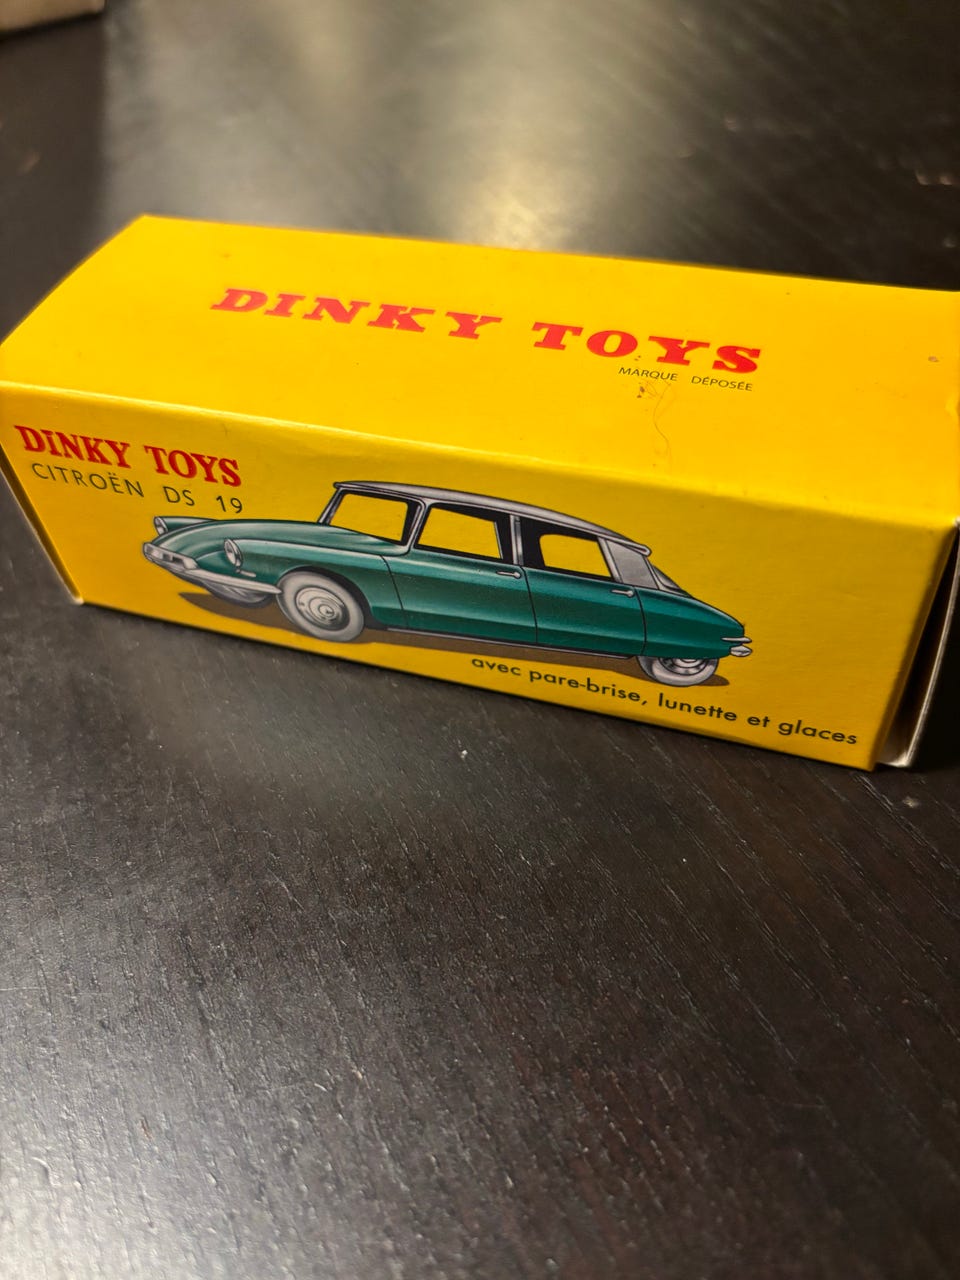 DINKY TOYS
MARQUE DÉPOSÉE
DINKY TOYS
CITROËN DS 19
avec pare-brise, lunette et glaces